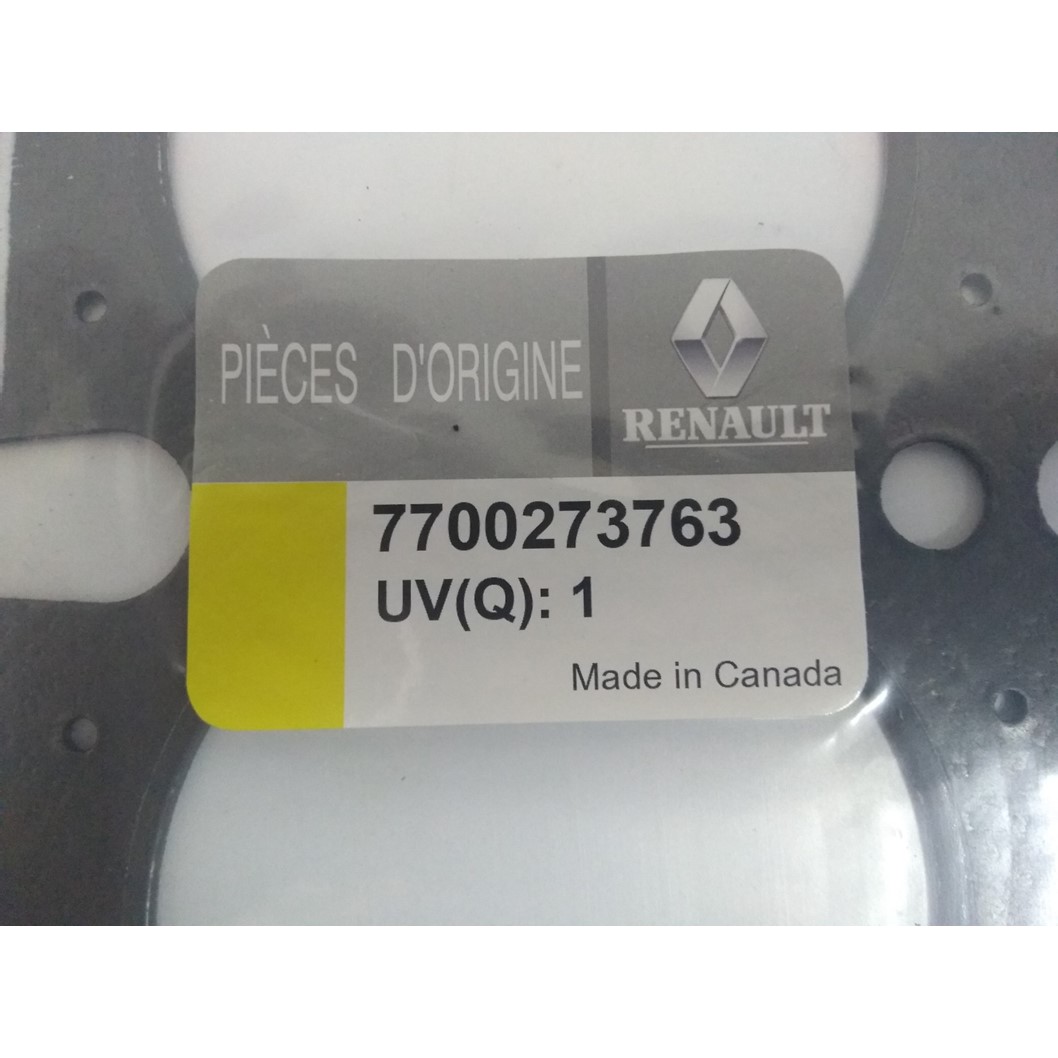 PIÈCES D'ORIGINE
RENAULT
7700273763
UV(Q): 1
Made in Canada